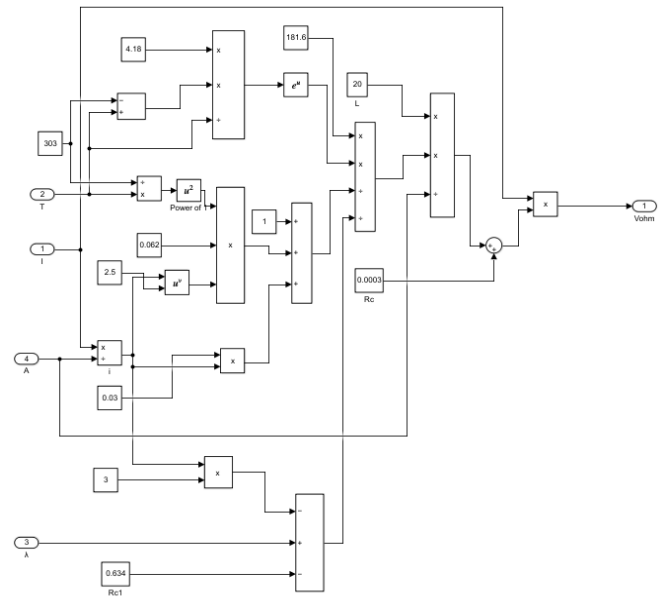 4.18
181.6
e^u
20
L
303
2
T
u^2
Power of T
1
0.062
2.5
u^v
1
I
0.0003
Rc
x
1
Vohm
4
A
i
0.03
3
3
λ
0.634
Rc1